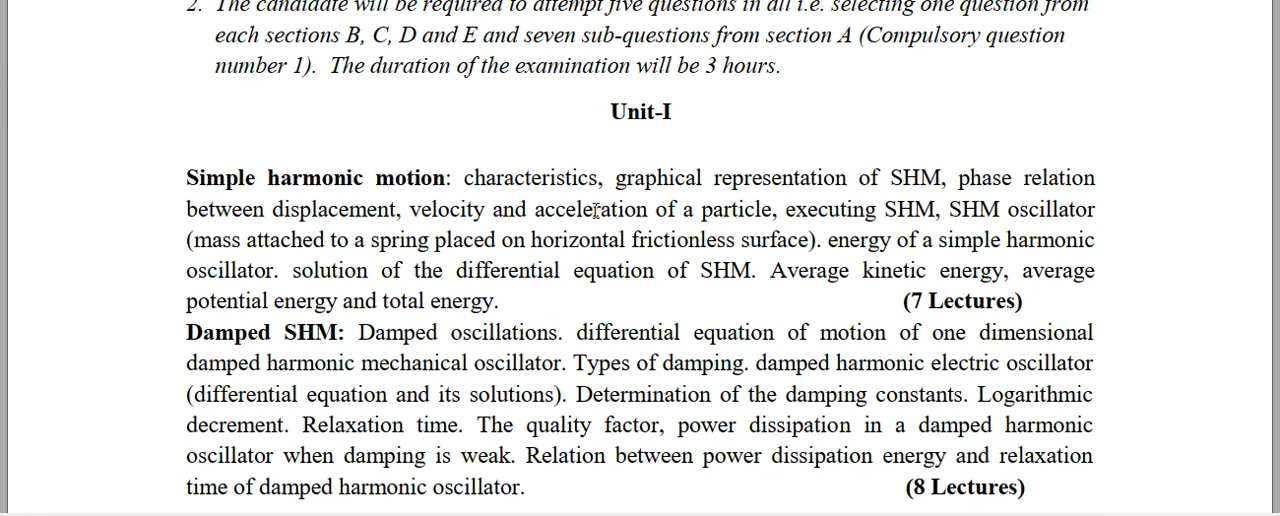 2. The candidate will be required to attempt five questions in all i.e. selecting one question from
each sections B, C, D and E and seven sub-questions from section A (Compulsory question
number 1). The duration of the examination will be 3 hours.
Unit-I
Simple harmonic motion: characteristics, graphical representation of SHM, phase relation
between displacement, velocity and acceleration of a particle, executing SHM, SHM oscillator
(mass attached to a spring placed on horizontal frictionless surface). energy of a simple harmonic
oscillator. solution of the differential equation of SHM. Average kinetic energy, average
potential energy and total energy. (7 Lectures)
Damped SHM: Damped oscillations. differential equation of motion of one dimensional
damped harmonic mechanical oscillator. Types of damping. damped harmonic electric oscillator
(differential equation and its solutions). Determination of the damping constants. Logarithmic
decrement. Relaxation time. The quality factor, power dissipation in a damped harmonic
oscillator when damping is weak. Relation between power dissipation energy and relaxation
time of damped harmonic oscillator. (8 Lectures)